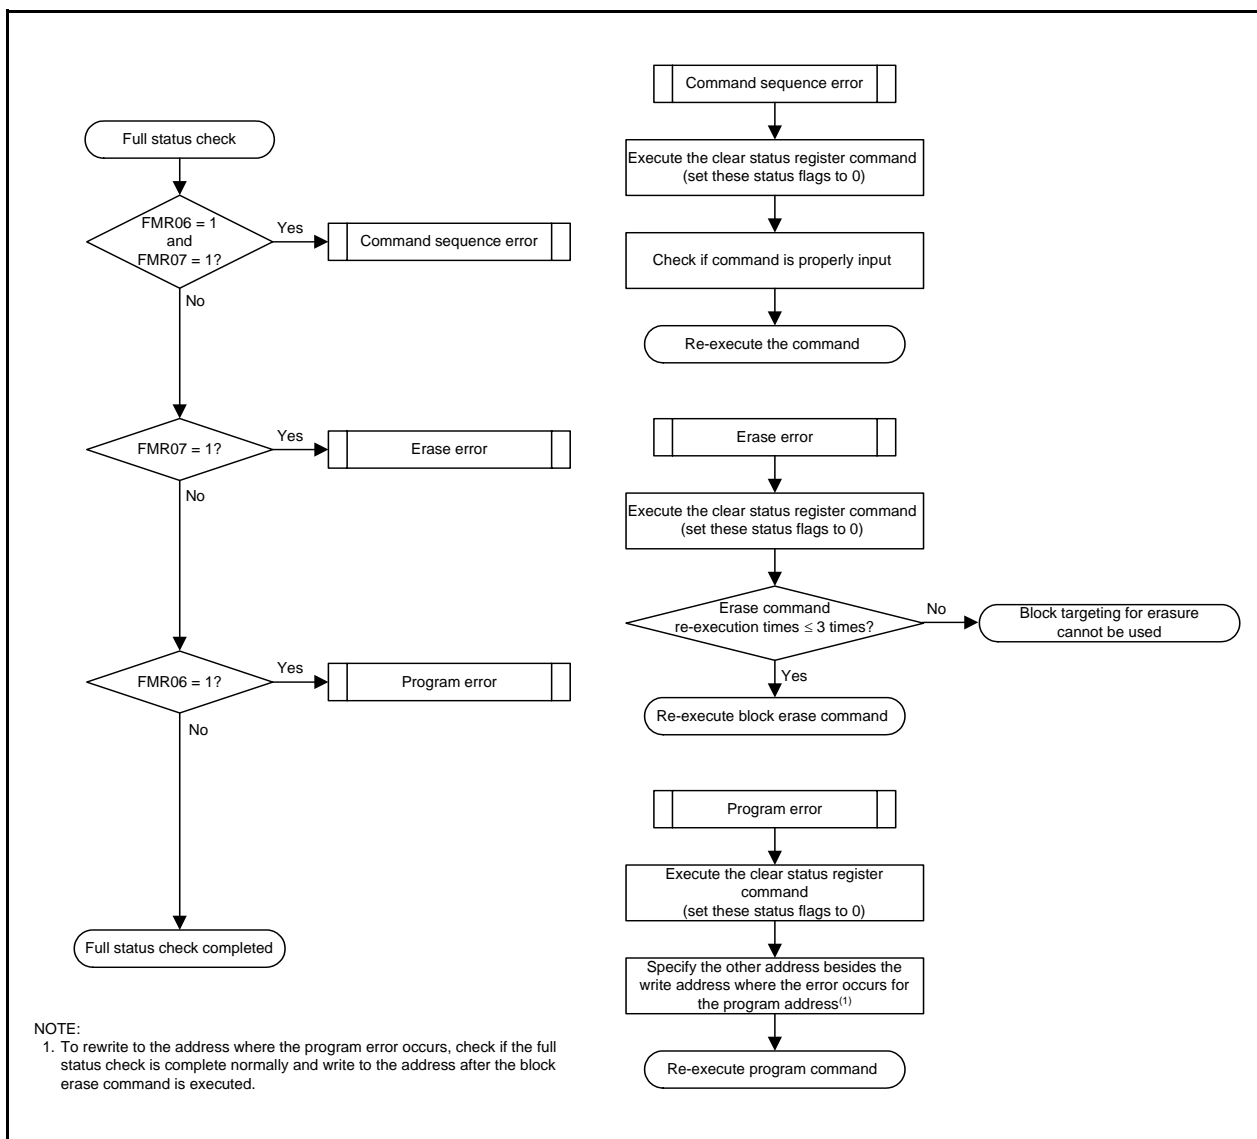 Full status check
FMR06 = 1
and
FMR07 = 1?
Yes
Command sequence error
No
FMR07 = 1?
Yes
Erase error
No
FMR06 = 1?
Yes
Program error
No
Full status check completed
NOTE:
1. To rewrite to the address where the program error occurs, check if the full
status check is complete normally and write to the address after the block
erase command is executed.
Command sequence error
Execute the clear status register command
(set these status flags to 0)
Check if command is properly input
Re-execute the command
Erase error
Execute the clear status register command
(set these status flags to 0)
Erase command
re-execution times ≤ 3 times?
No
Block targeting for erasure
cannot be used
Yes
Re-execute block erase command
Program error
Execute the clear status register
command
(set these status flags to 0)
Specify the other address besides the
write address where the error occurs for
the program address(1)
Re-execute program command